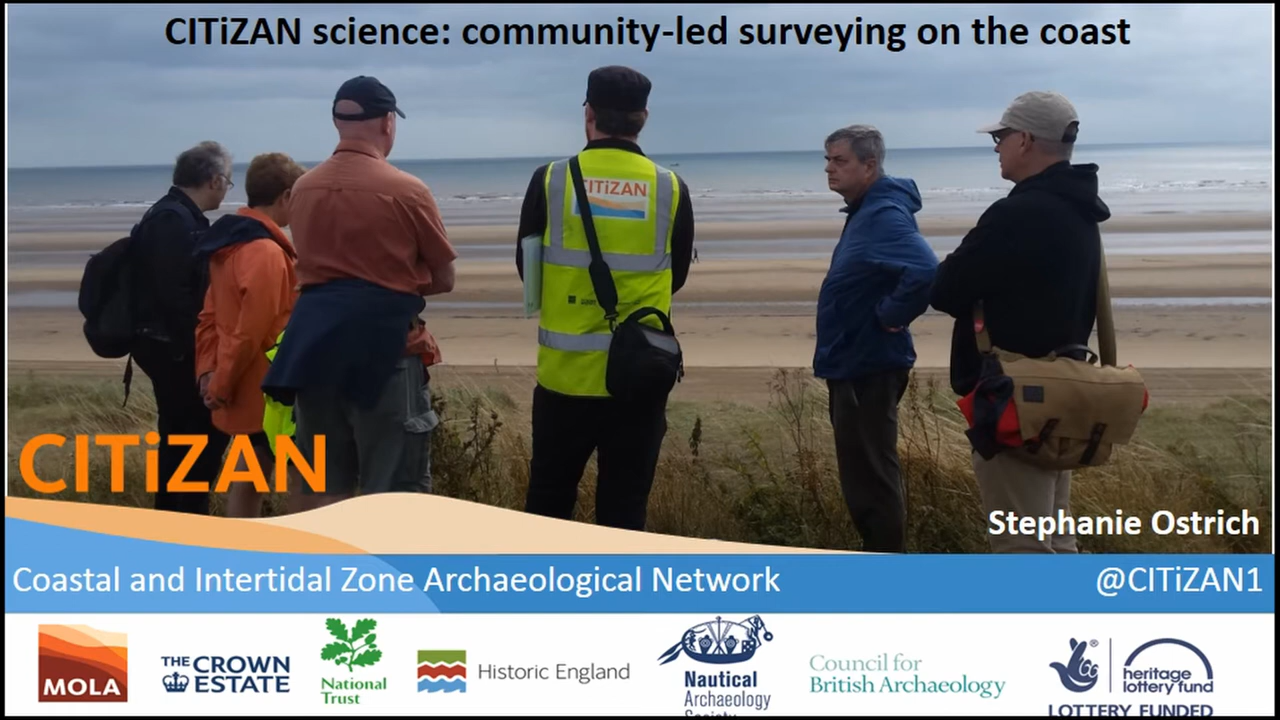 CITiZAN science: community-led surveying on the coast
CITiZAN
CITiZAN
Stephanie Ostrich
Coastal and Intertidal Zone Archaeological Network
@CITiZAN1
MOLA
THE CROWN
ESTATE
National
Trust
Historic England
Nautical
Archaeology
Society
Council for
British Archaeology
heritage
lottery fund
LOTTERY FUNDED